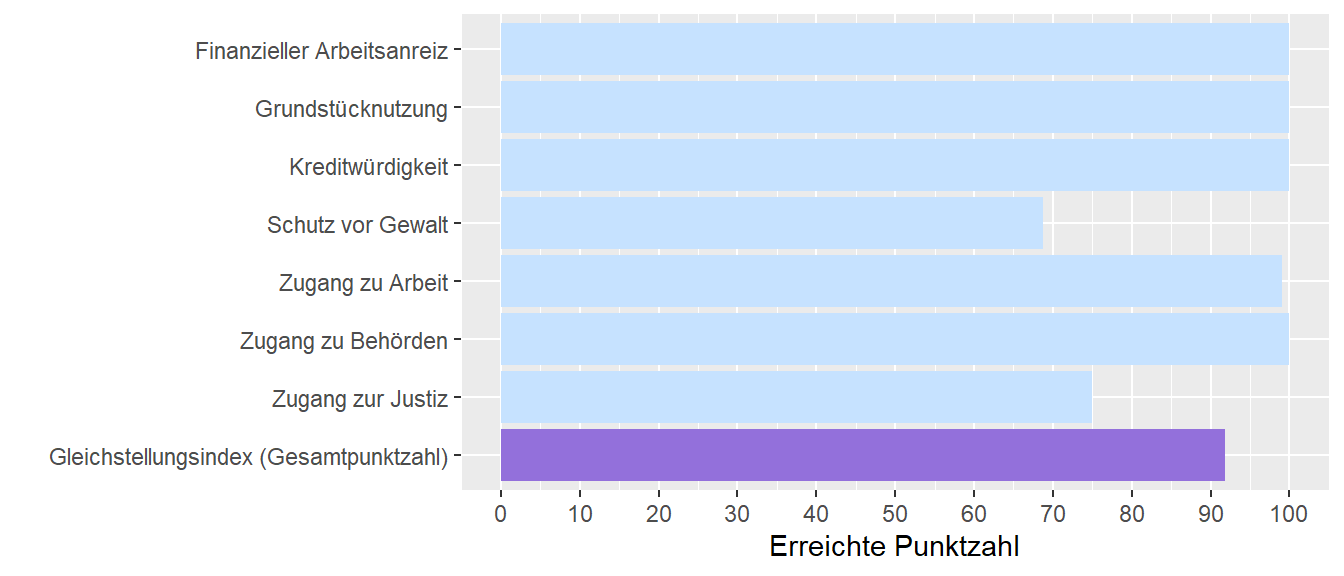 Finanzieller Arbeitsanreiz
Grundstücknutzung
Kreditwürdigkeit
Schutz vor Gewalt
Zugang zu Arbeit
Zugang zu Behörden
Zugang zur Justiz
Gleichstellungsindex (Gesamtpunktzahl)
0 10 20 30 40 50 60 70 80 90 100
Erreichte Punktzahl